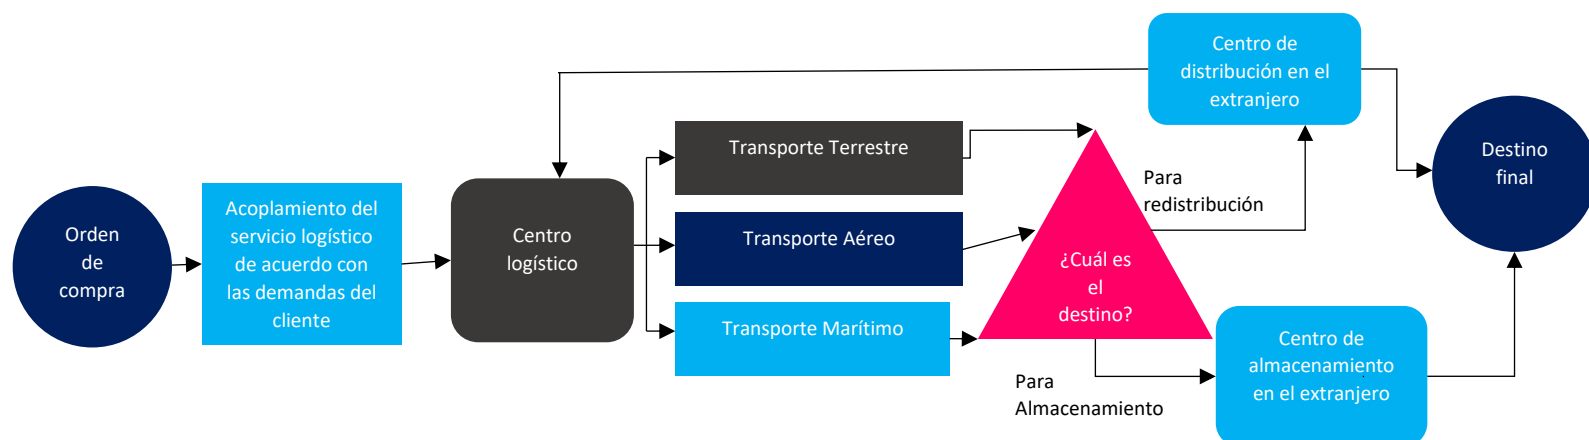 Orden
de
compra
Acoplamiento del
servicio logístico
de acuerdo con
las demandas del
cliente
Centro
logístico
Transporte Terrestre
Transporte Aéreo
Transporte Marítimo
¿Cuál es
el
destino?
Para
redistribución
Para
Almacenamiento
Centro de
distribución en el
extranjero
Centro de
almacenamiento
en el extranjero
Destino
final